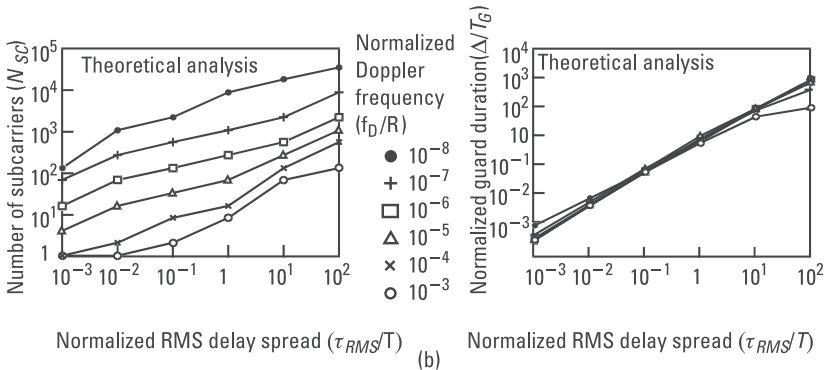 Number of subcarriers (N_SC)
10^5
10^4
10^3
10^2
10^1
1
Theoretical analysis
10^−3 10^−2 10^−1 1 10^1 10^2
Normalized RMS delay spread (τ_RMS/T)
Normalized
Doppler
frequency
(f_D/R)
10^−8
10^−7
10^−6
10^−5
10^−4
10^−3
Normalized guard duration(Δ/T_G)
10^4
10^3
10^2
10
10^−1
10^−2
10^−3
Theoretical analysis
10^−3 10^−2 10^−1 1 10^1 10^2
Normalized RMS delay spread (τ_RMS/T)
(b)